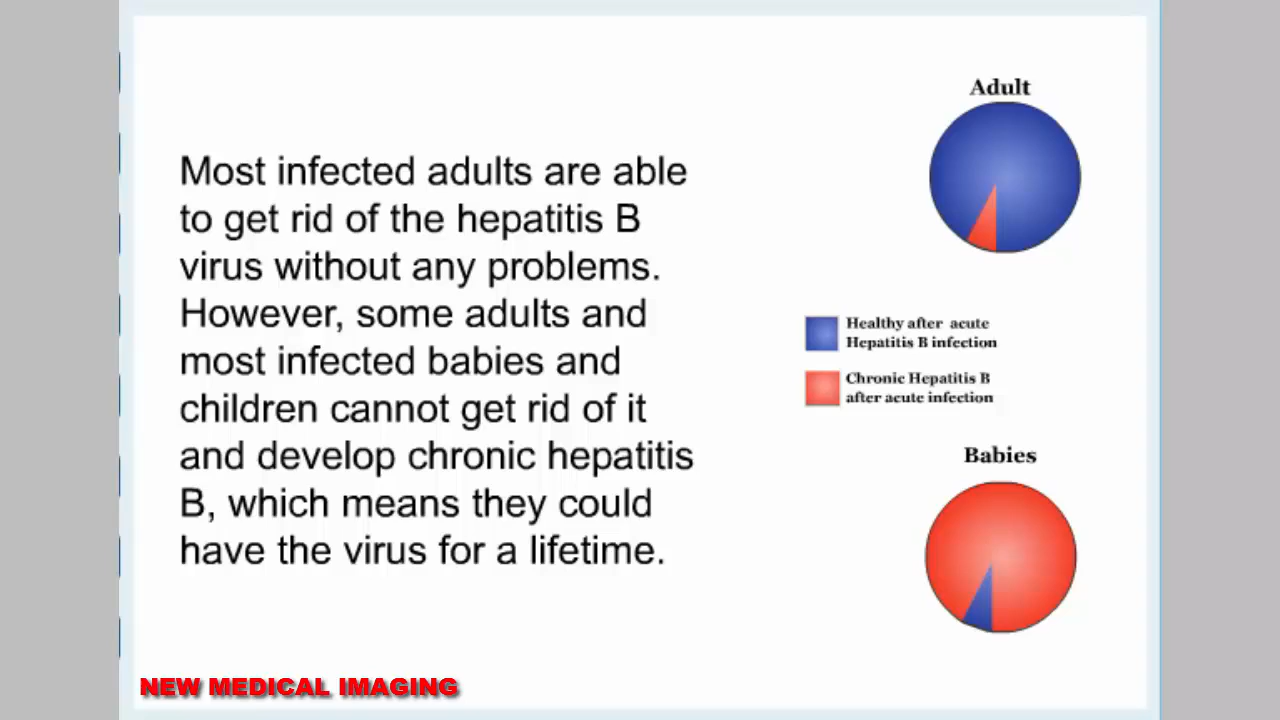 Most infected adults are able
to get rid of the hepatitis B
virus without any problems.
However, some adults and
most infected babies and
children cannot get rid of it
and develop chronic hepatitis
B, which means they could
have the virus for a lifetime.
Adult
Healthy after acute
Hepatitis B infection
Chronic Hepatitis B
after acute infection
Babies
NEW MEDICAL IMAGING